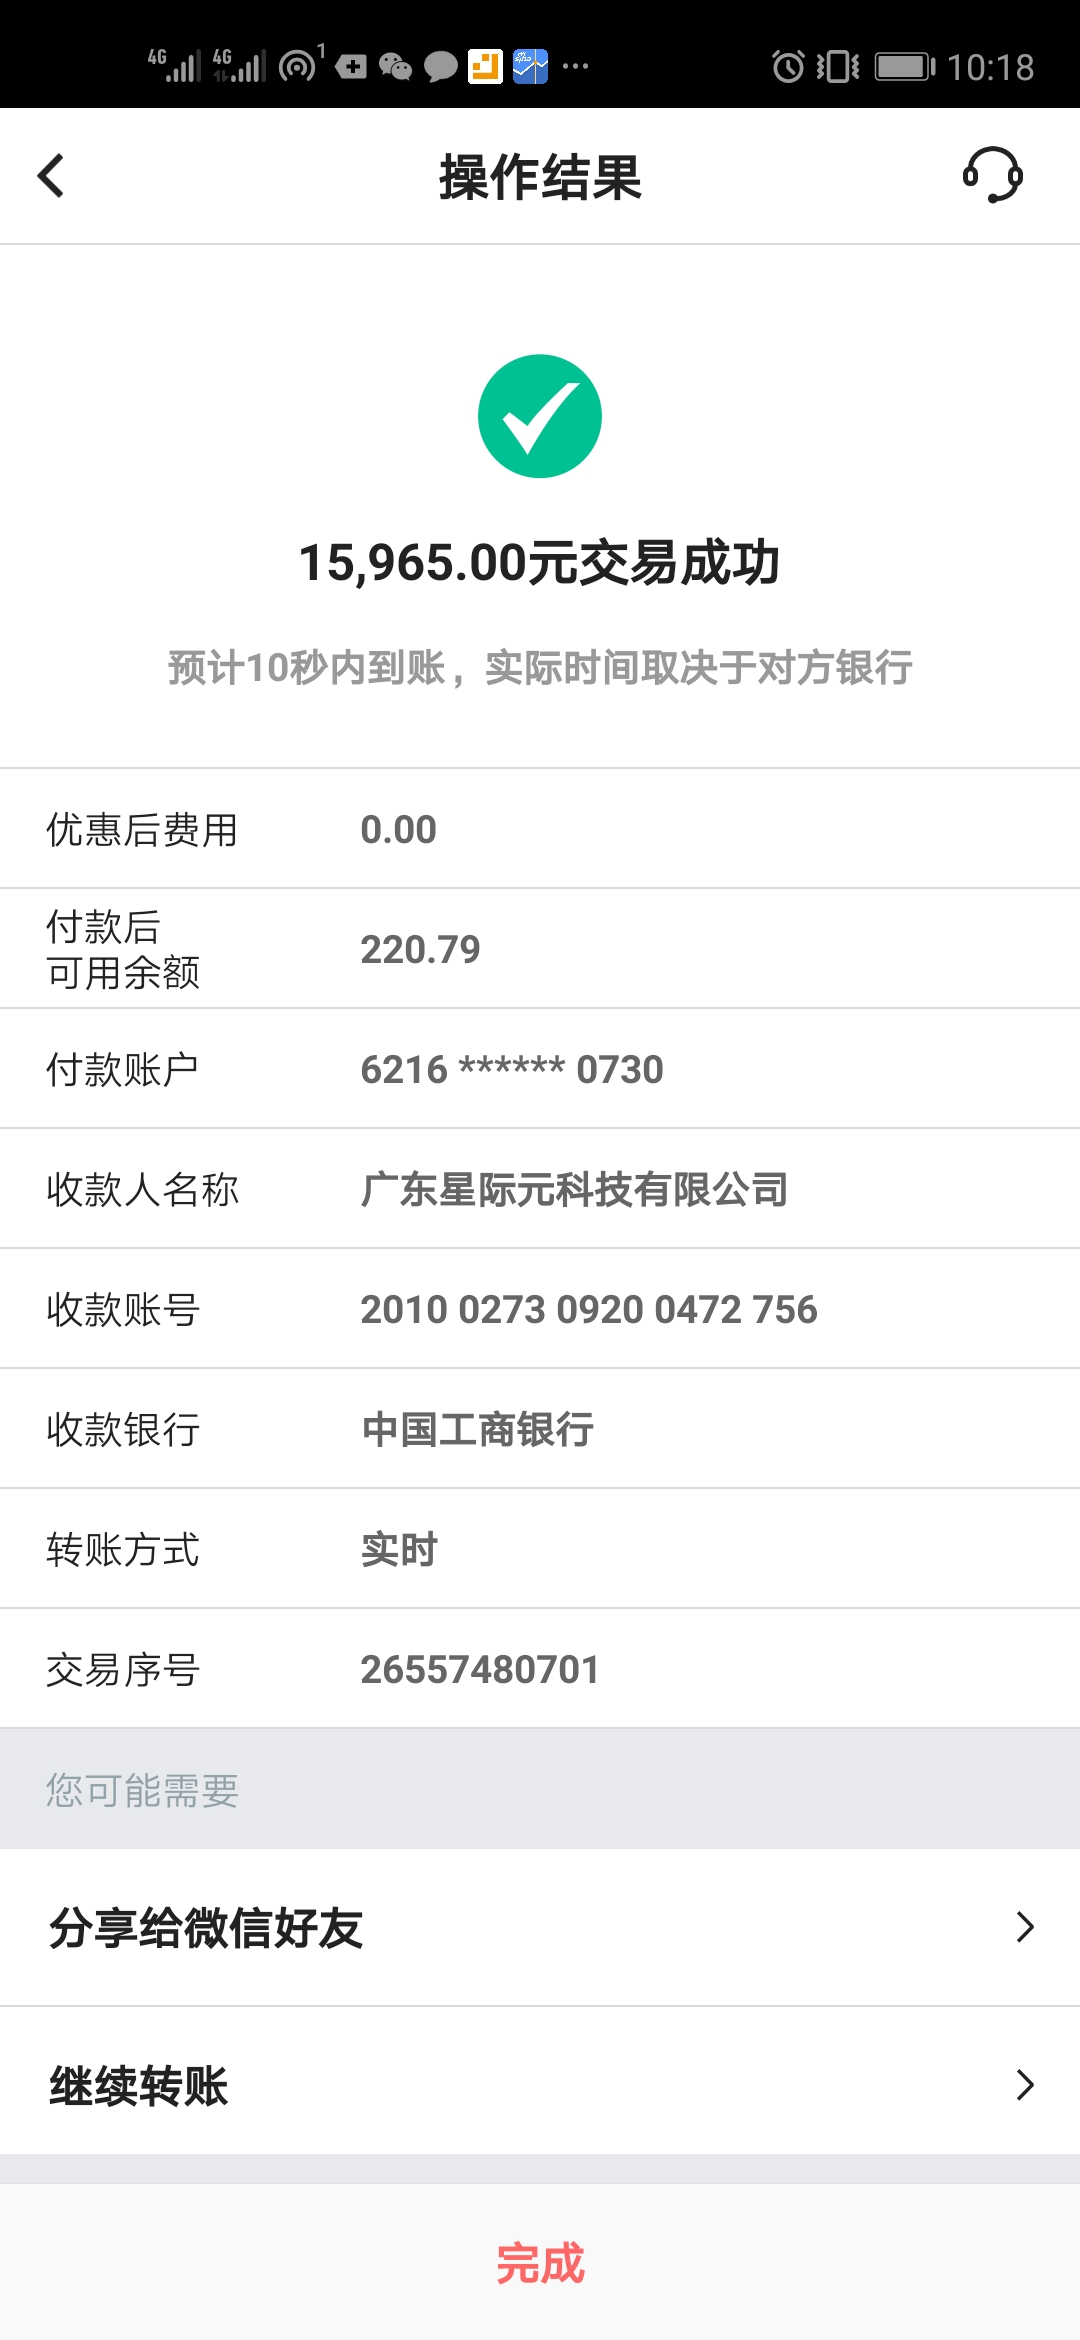 4G 4G 1 10:18
操作结果
15,965.00元交易成功
预计10秒内到账，实际时间取决于对方银行
优惠后费用 0.00
付款后
可用余额 220.79
付款账户 6216 ****** 0730
收款人名称 广东星际元科技有限公司
收款账号 2010 0273 0920 0472 756
收款银行 中国工商银行
转账方式 实时
交易序号 26557480701
您可能需要
分享给微信好友
继续转账
完成